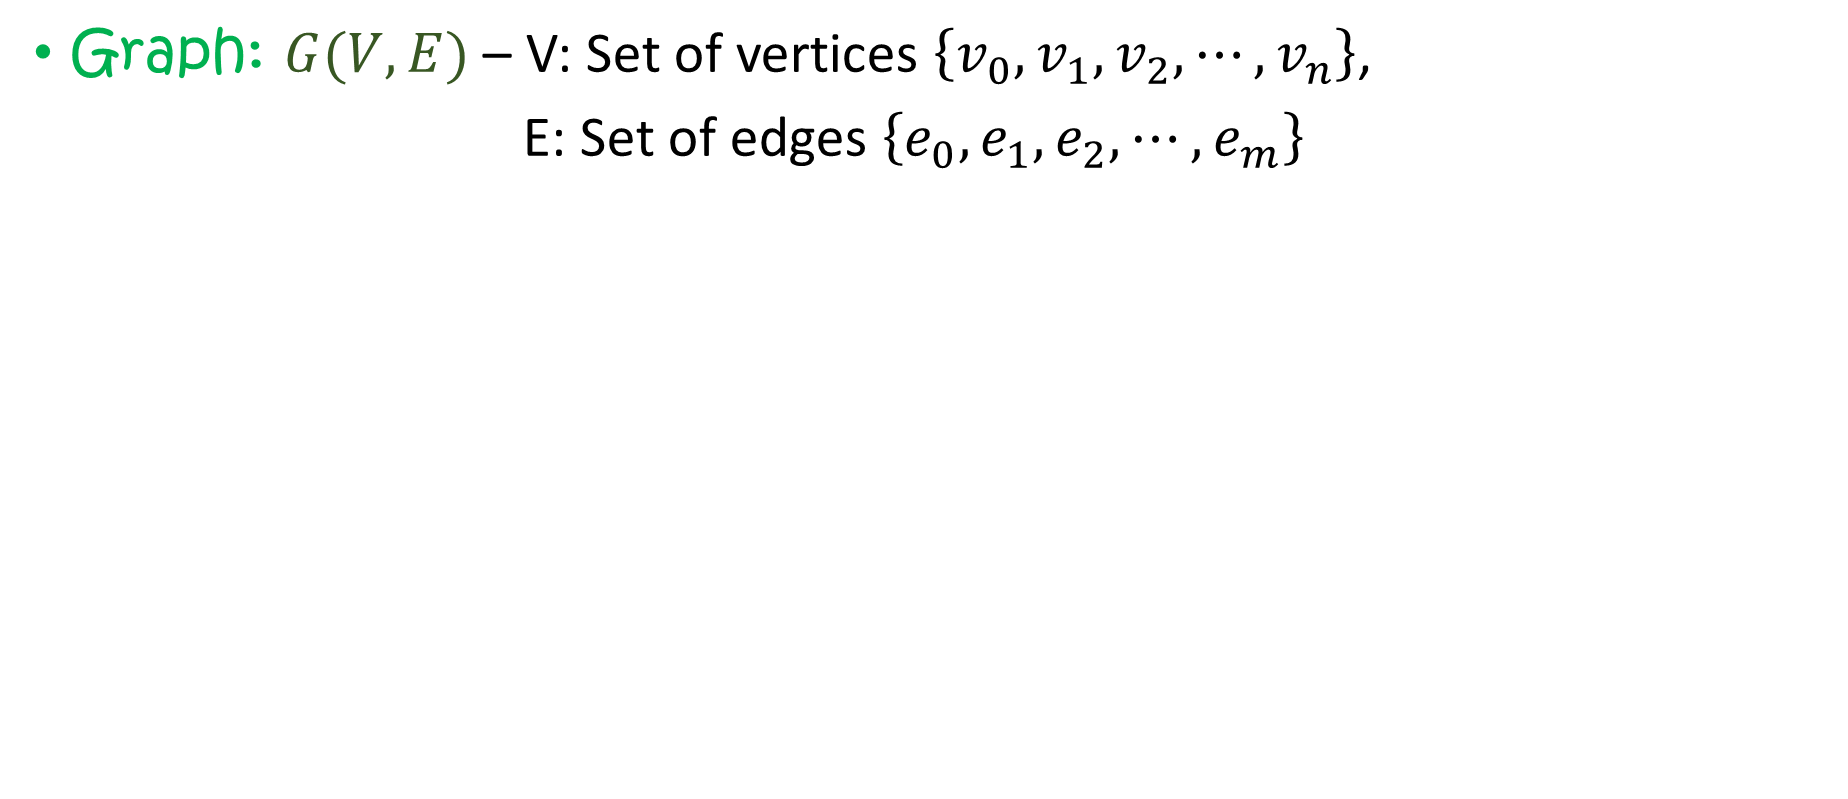 • Graph: G(V, E) – V: Set of vertices {v₀, v₁, v₂, ⋯ , vₙ},
E: Set of edges {e₀, e₁, e₂, ⋯ , eₘ}